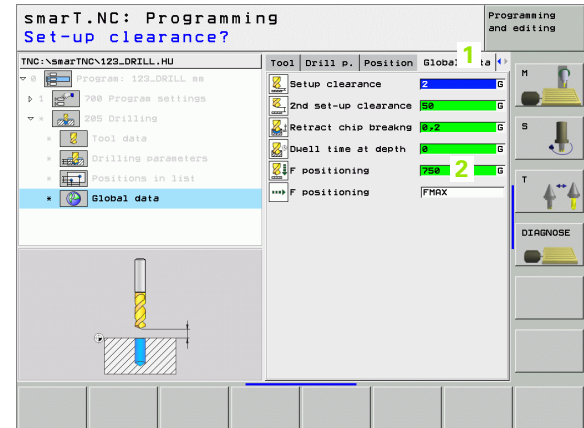 smarT.NC: Programming
Programming
and editing
Set-up clearance?
TNC:\smarTNC\123_DRILL.HU
0 Program: 123_DRILL mm
1 700 Program settings
* 205 Drilling
* Tool data
* Drilling parameters
* Positions in list
* Global data
Tool Drill p. Position Global 1 ta
Setup clearance 2 G
2nd set-up clearance 50 G
Retract chip breakng 0,2 G
Dwell time at depth 0 G
F positioning 750 2 G
F positioning FMAX
M
S
T
DIAGNOSE